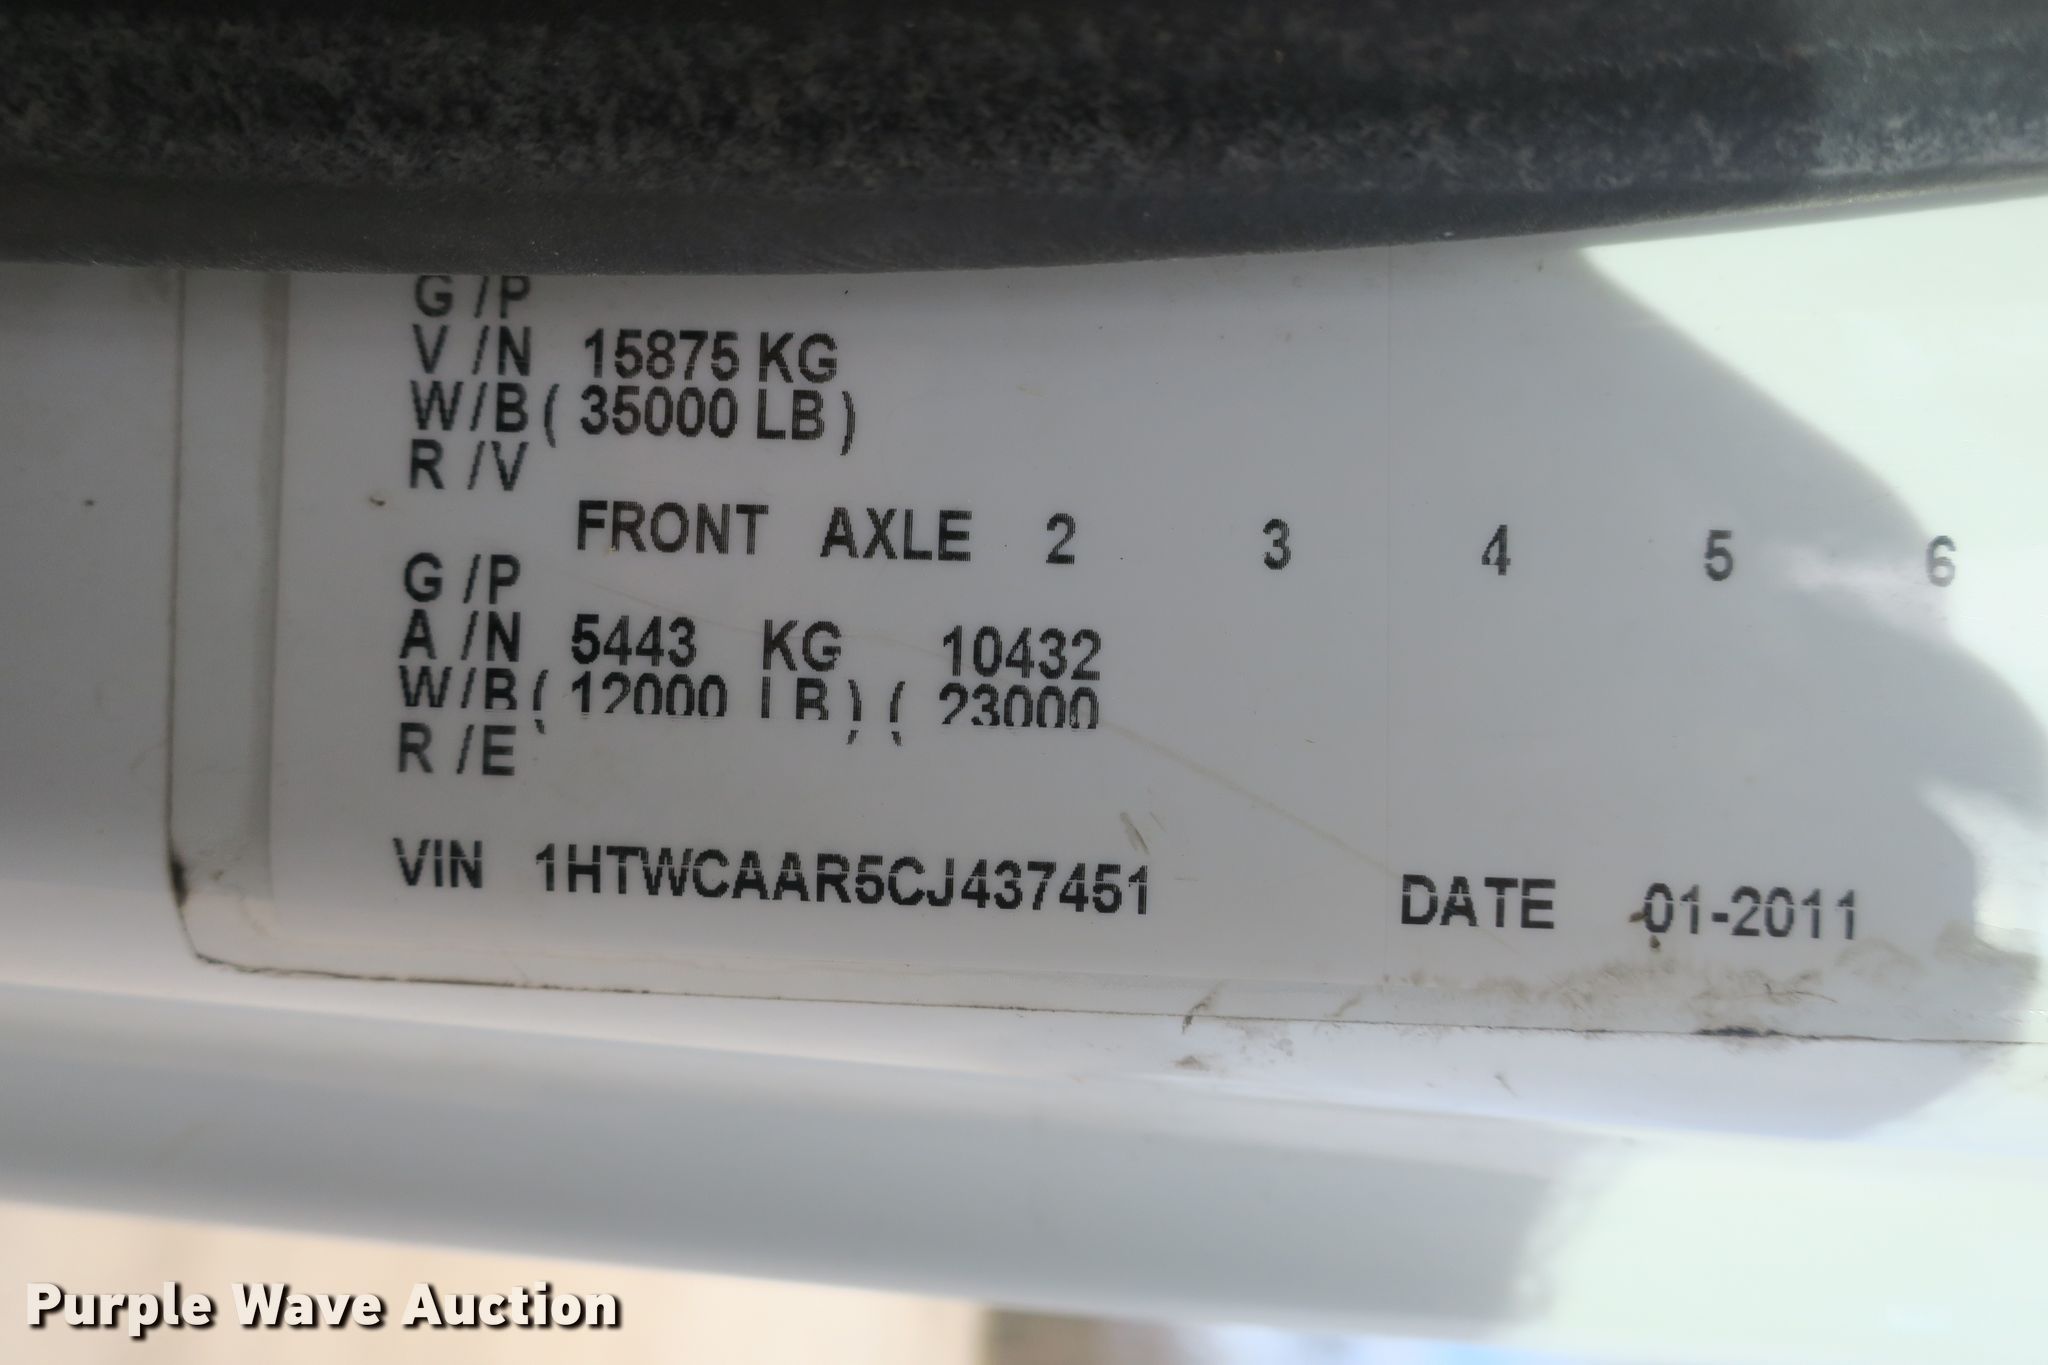 G /P
V /N 15875 KG
W/B ( 35000 LB )
R /V
FRONT AXLE 2 3 4 5 6
G /P
A /N 5443 KG 10432
W/B ( 12000 LB ) ( 23000
R /E
VIN 1HTWCAAR5CJ437451 DATE 01-2011
Purple Wave Auction